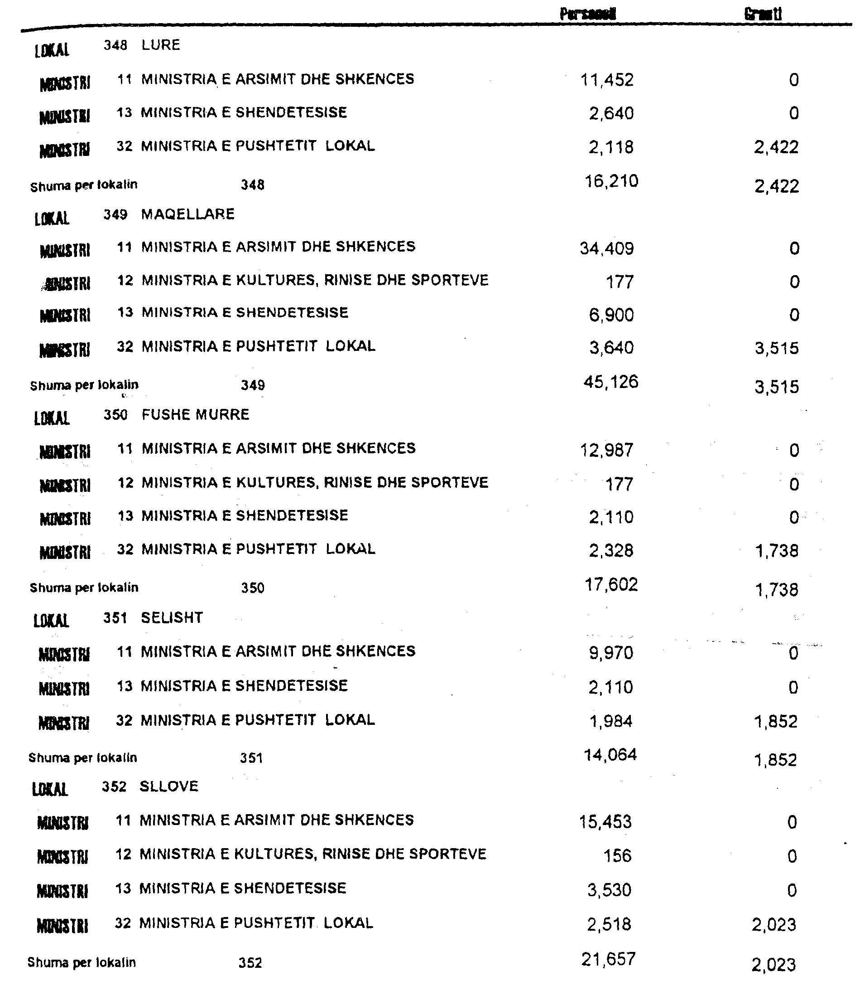 Personeli Granti
LOKAL 348 LURE
MINISTRI 11 MINISTRIA E ARSIMIT DHE SHKENCES 11,452 0
MINISTRI 13 MINISTRIA E SHENDETESISE 2,640 0
MINISTRI 32 MINISTRIA E PUSHTETIT LOKAL 2,118 2,422
Shuma per lokalin 348 16,210 2,422
LOKAL 349 MAQELLARE
MINISTRI 11 MINISTRIA E ARSIMIT DHE SHKENCES 34,409 0
MINISTRI 12 MINISTRIA E KULTURES, RINISE DHE SPORTEVE 177 0
MINISTRI 13 MINISTRIA E SHENDETESISE 6,900 0
MINISTRI 32 MINISTRIA E PUSHTETIT LOKAL 3,640 3,515
Shuma per lokalin 349 45,126 3,515
LOKAL 350 FUSHE MURRE
MINISTRI 11 MINISTRIA E ARSIMIT DHE SHKENCES 12,987 0
MINISTRI 12 MINISTRIA E KULTURES, RINISE DHE SPORTEVE 177 0
MINISTRI 13 MINISTRIA E SHENDETESISE 2,110 0
MINISTRI 32 MINISTRIA E PUSHTETIT LOKAL 2,328 1,738
Shuma per lokalin 350 17,602 1,738
LOKAL 351 SELISHT
MINISTRI 11 MINISTRIA E ARSIMIT DHE SHKENCES 9,970 0
MINISTRI 13 MINISTRIA E SHENDETESISE 2,110 0
MINISTRI 32 MINISTRIA E PUSHTETIT LOKAL 1,984 1,852
Shuma per lokalin 351 14,064 1,852
LOKAL 352 SLLOVE
MINISTRI 11 MINISTRIA E ARSIMIT DHE SHKENCES 15,453 0
MINISTRI 12 MINISTRIA E KULTURES, RINISE DHE SPORTEVE 156 0
MINISTRI 13 MINISTRIA E SHENDETESISE 3,530 0
MINISTRI 32 MINISTRIA E PUSHTETIT LOKAL 2,518 2,023
Shuma per lokalin 352 21,657 2,023